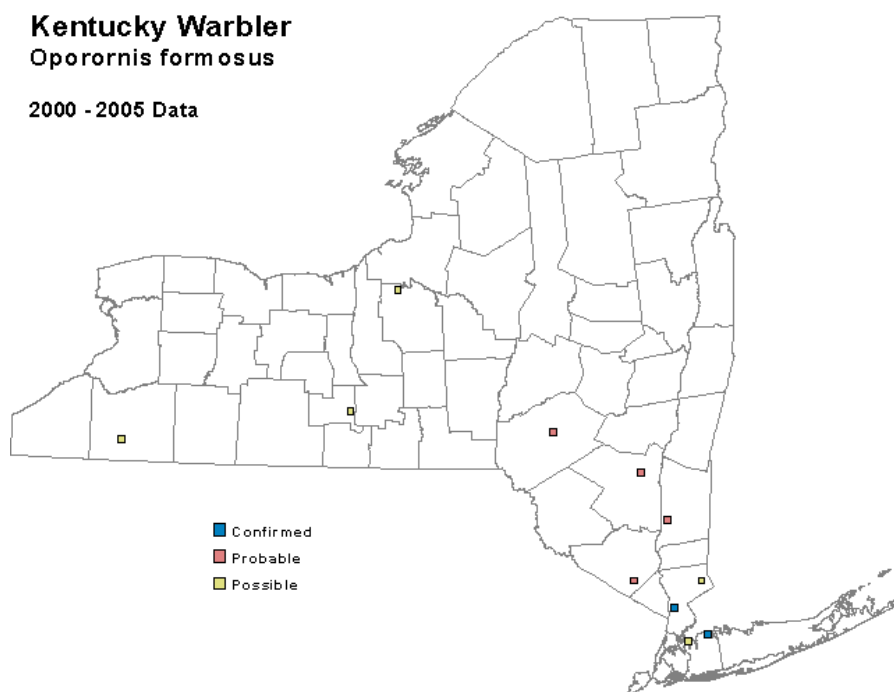 Kentucky Warbler
Oporornis formosus
2000 - 2005 Data
Confirmed
Probable
Possible